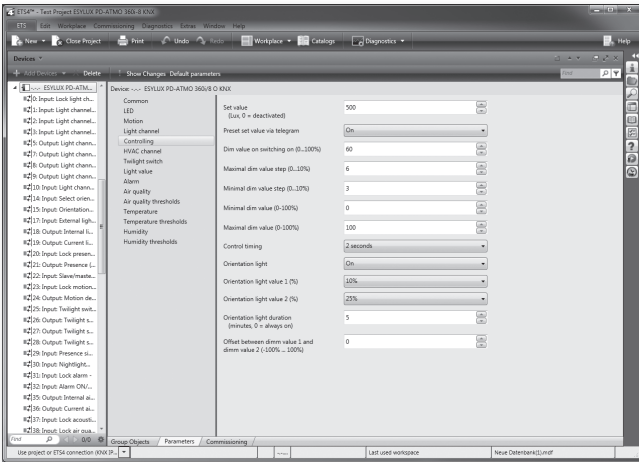 ETS4™ - Test Project ESYLUX PD-ATMO 360i-8 KNX
ETS Edit Workplace Commissioning Diagnostics Extras Window Help
New Close Project Print Undo Redo Workplace Catalogs Diagnostics Help
Devices
Add Devices Delete Show Changes Default parameters Find
-.-.- ESYLUX PD-ATM...
0: Input: Lock light ch...
1: Input: Light channel...
2: Input: Light channel...
3: Input: Light channel...
5: Output: Light chann...
7: Output: Light chann...
8: Output: Light chann...
9: Output: Light chann...
10: Input: Light chann...
14: Input: Select orien...
15: Input: Orientation...
17: Input: External ligh...
18: Output: Internal li...
19: Output: Current li...
20: Input: Lock presen...
21: Output: Presence (...
22: Input: Slave/maste...
23: Input: Lock motion...
24: Output: Motion de...
25: Input: Twilight swit...
26: Output: Twilight s...
27: Output: Twilight s...
28: Output: Twilight s...
29: Input: Presence si...
30: Input: Nightlight...
31: Input: Lock alarm -
32: Input: Alarm ON/...
35: Output: Internal ai...
36: Output: Current ai...
37: Input: Lock acousti...
38: Input: Lock air qua...
Find 0/0
Device: -.-.- ESYLUX PD-ATMO 360i/8 O KNX
Common
LED
Motion
Light channel
Controlling
HVAC channel
Twilight switch
Light value
Alarm
Air quality
Air quality thresholds
Temperature
Temperature thresholds
Humidity
Humidity thresholds
Set value 500
(Lux, 0 = deactivated)
Preset set value via telegram On
Dim value on switching on (0...100%) 60
Maximal dim value step (0...10%) 6
Minimal dim value step (0...10%) 3
Minimal dim value (0-100%) 0
Maximal dim value (0-100%) 100
Control timing 2 seconds
Orientation light On
Orientation light value 1 (%) 10%
Orientation light value 2 (%) 25%
Orientation light duration 5
(minutes, 0 = always on)
Offset between dimm value 1 and 0
dimm value 2 (-100% ... 100%)
Group Objects Parameters Commissioning
Use project or ETS4 connection (KNX IP... Last used workspace Neue Datenbank(1).mdf